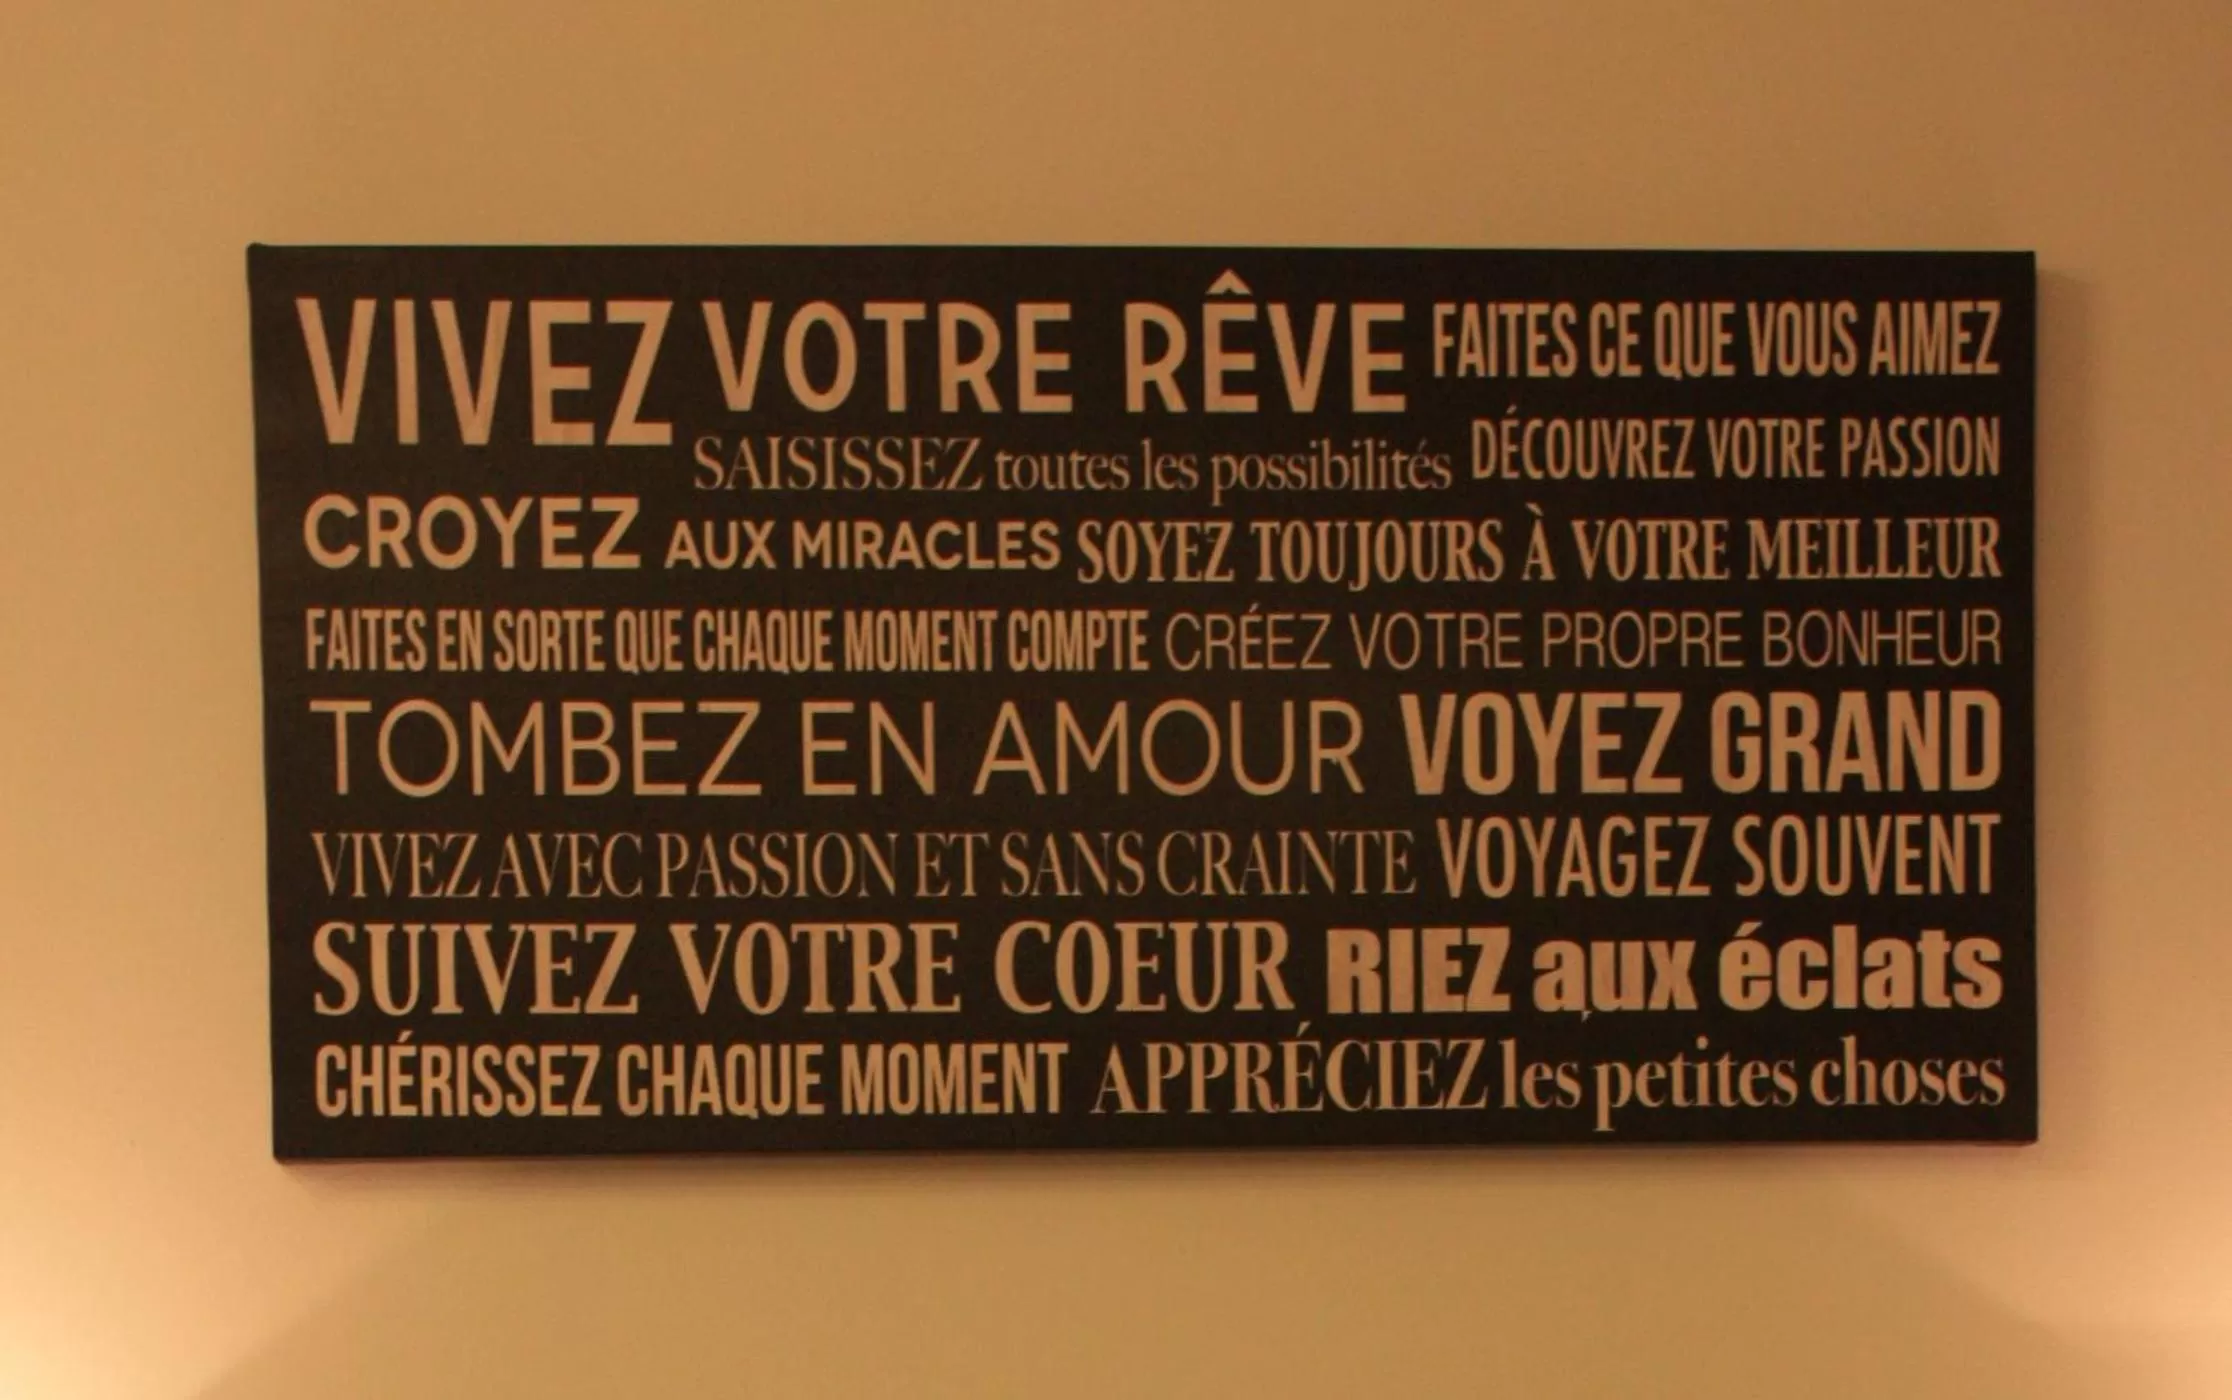 VIVEZ VOTRE RÊVE FAITES CE QUE VOUS AIMEZ
SAISISSEZ toutes les possibilités DÉCOUVREZ VOTRE PASSION
CROYEZ AUX MIRACLES SOYEZ TOUJOURS À VOTRE MEILLEUR
FAITES EN SORTE QUE CHAQUE MOMENT COMPTE CRÉEZ VOTRE PROPRE BONHEUR
TOMBEZ EN AMOUR VOYEZ GRAND
VIVEZ AVEC PASSION ET SANS CRAINTE VOYAGEZ SOUVENT
SUIVEZ VOTRE COEUR RIEZ aux éclats
CHÉRISSEZ CHAQUE MOMENT APPRÉCIEZ les petites choses